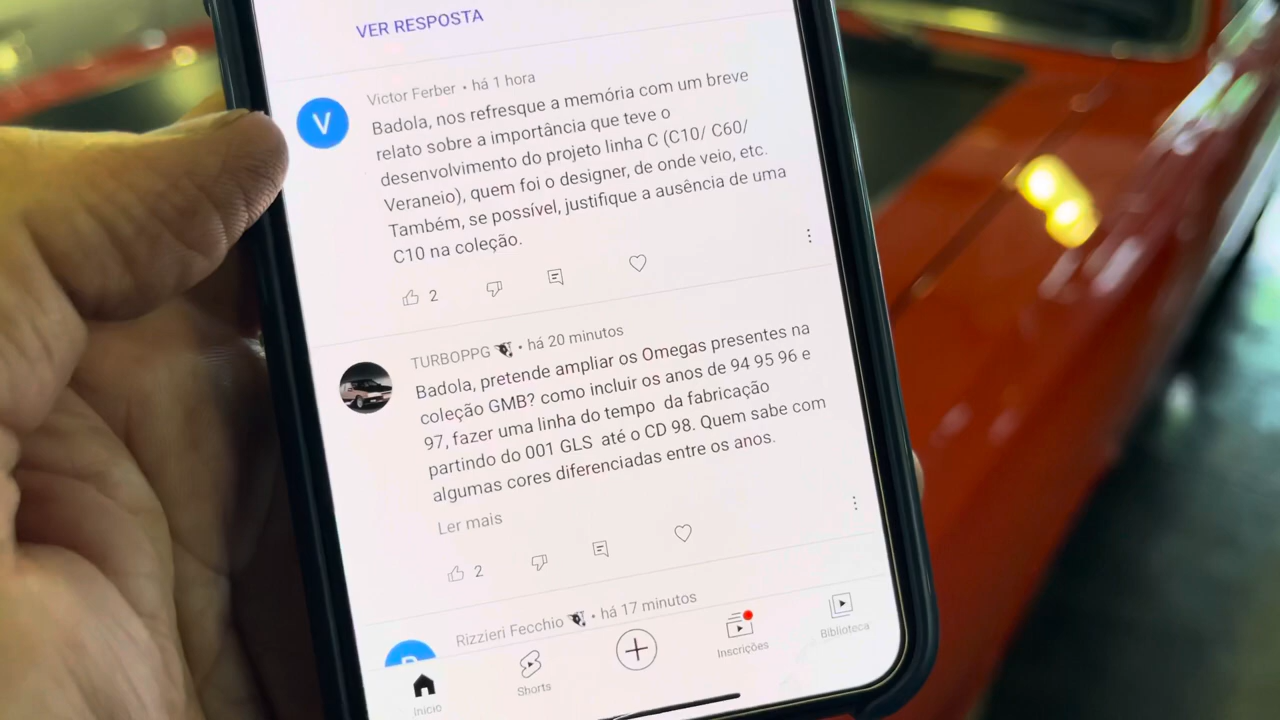 VER RESPOSTA
Victor Ferber • há 1 hora
V
Badola, nos refresque a memória com um breve
relato sobre a importância que teve o
desenvolvimento do projeto linha C (C10/ C60/
Veraneio), quem foi o designer, de onde veio, etc.
Também, se possível, justifique a ausência de uma
C10 na coleção.
2
TURBOPPG • há 20 minutos
Badola, pretende ampliar os Omegas presentes na
coleção GMB? como incluir os anos de 94 95 96 e
97, fazer uma linha do tempo da fabricação
partindo do 001 GLS até o CD 98. Quem sabe com
algumas cores diferenciadas entre os anos.
Ler mais
2
Rizzieri Fecchio • há 17 minutos
Início
Shorts
Inscrições
Biblioteca